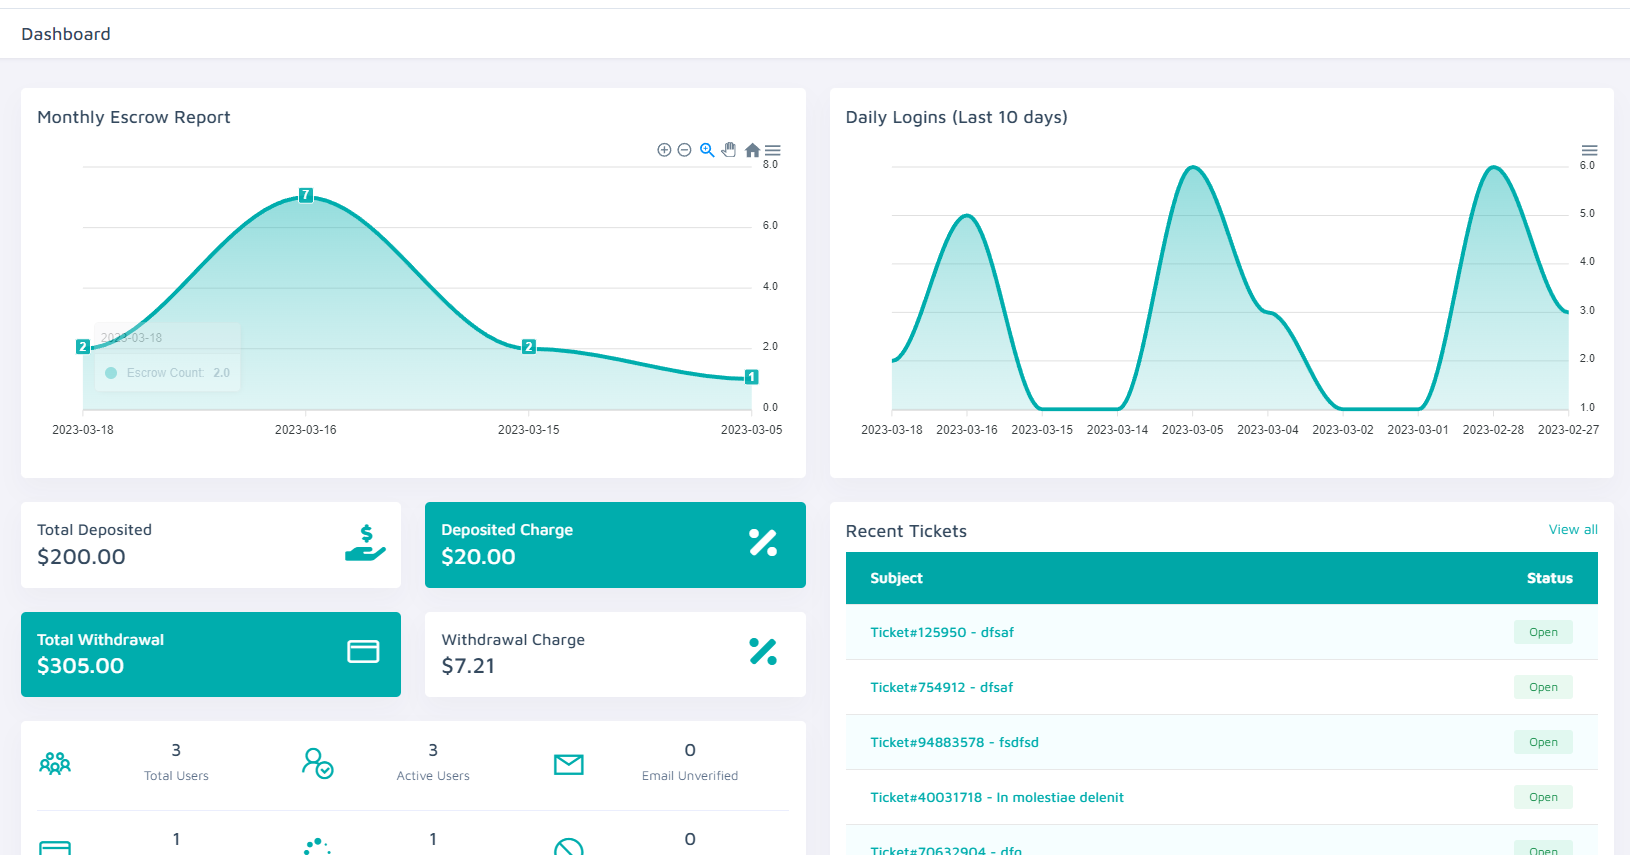 Dashboard
Monthly Escrow Report
8.0
6.0
4.0
2.0
0.0
7
2
2
1
2023-03-18
Escrow Count: 2.0
2023-03-18 2023-03-16 2023-03-15 2023-03-05
Daily Logins (Last 10 days)
6.0
5.0
4.0
3.0
2.0
1.0
2023-03-18 2023-03-16 2023-03-15 2023-03-14 2023-03-05 2023-03-04 2023-03-02 2023-03-01 2023-02-28 2023-02-27
Total Deposited
$200.00
Deposited Charge
$20.00
Total Withdrawal
$305.00
Withdrawal Charge
$7.21
3
Total Users
3
Active Users
0
Email Unverified
1
1
0
Recent Tickets
View all
Subject Status
Ticket#125950 - dfsaf Open
Ticket#754912 - dfsaf Open
Ticket#94883578 - fsdfsd Open
Ticket#40031718 - In molestiae delenit Open
Ticket#70632904 - dfg Open